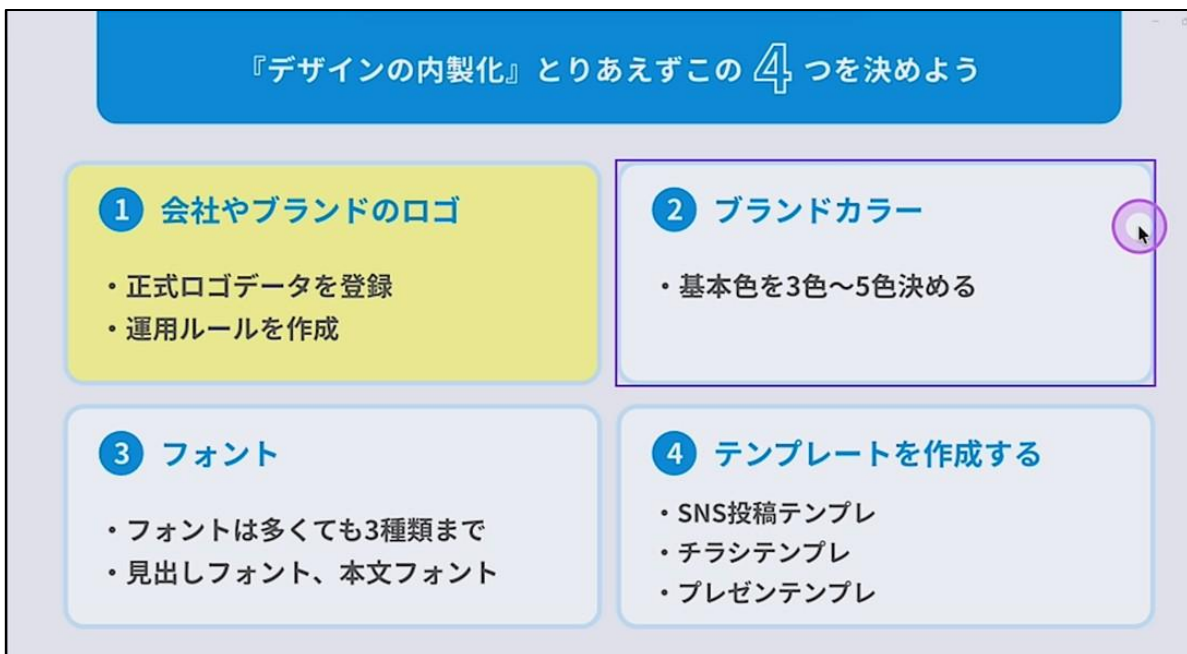 『デザインの内製化』とりあえずこの4つを決めよう
1 会社やブランドのロゴ
・正式ロゴデータを登録
・運用ルールを作成
2 ブランドカラー
・基本色を3色～5色決める
3 フォント
・フォントは多くても3種類まで
・見出しフォント、本文フォント
4 テンプレートを作成する
・SNS投稿テンプレ
・チラシテンプレ
・プレゼンテンプレ